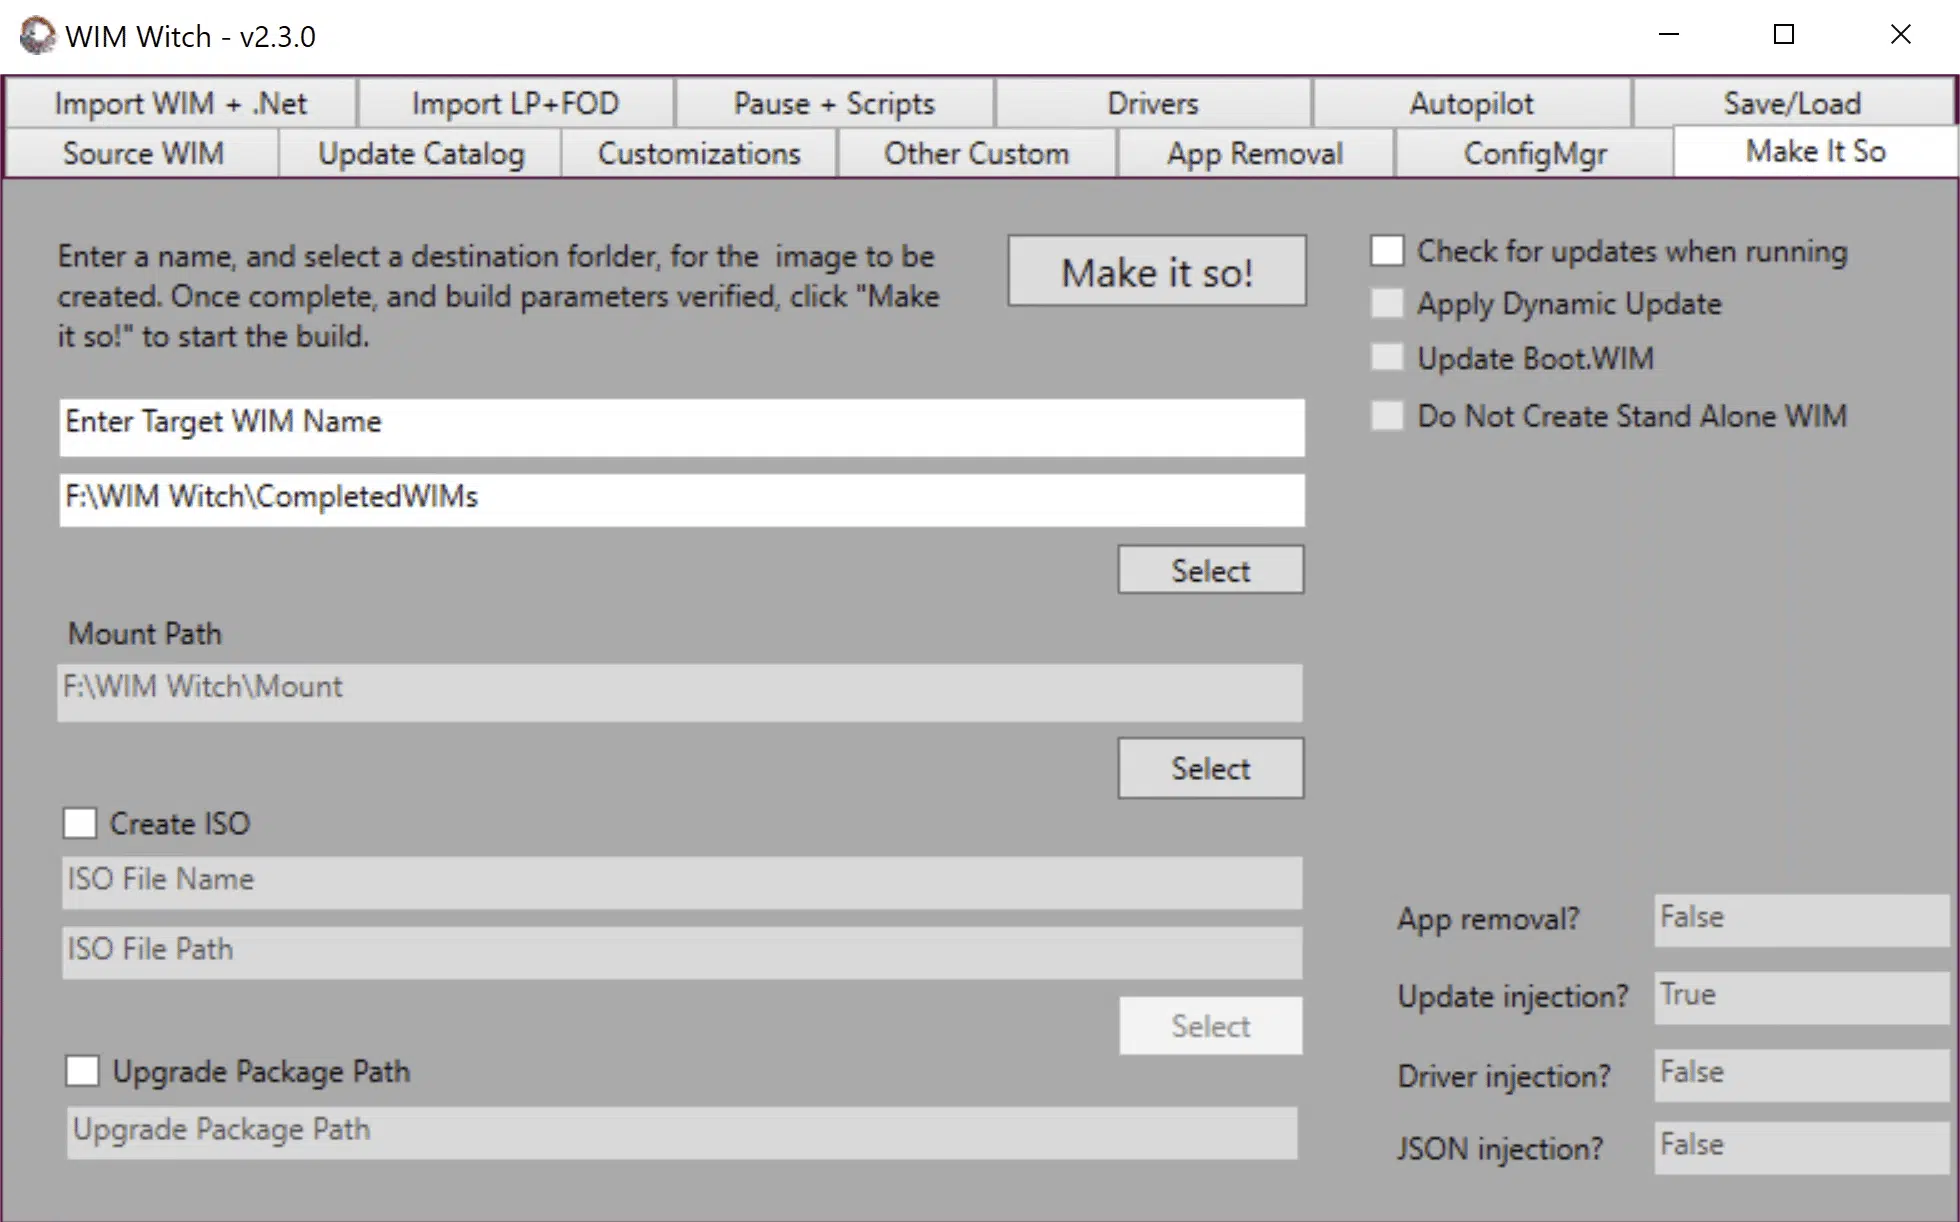 WIM Witch - v2.3.0
Import WIM + .Net
Import LP+FOD
Pause + Scripts
Drivers
Autopilot
Save/Load
Source WIM
Update Catalog
Customizations
Other Custom
App Removal
ConfigMgr
Make It So
Enter a name, and select a destination forlder, for the  image to be
created. Once complete, and build parameters verified, click "Make
it so!" to start the build.
Make it so!
Check for updates when running
Apply Dynamic Update
Update Boot.WIM
Do Not Create Stand Alone WIM
Enter Target WIM Name
F:\WIM Witch\CompletedWIMs
Select
Mount Path
F:\WIM Witch\Mount
Select
Create ISO
ISO File Name
ISO File Path
Select
Upgrade Package Path
Upgrade Package Path
App removal?
False
Update injection?
True
Driver injection?
False
JSON injection?
False